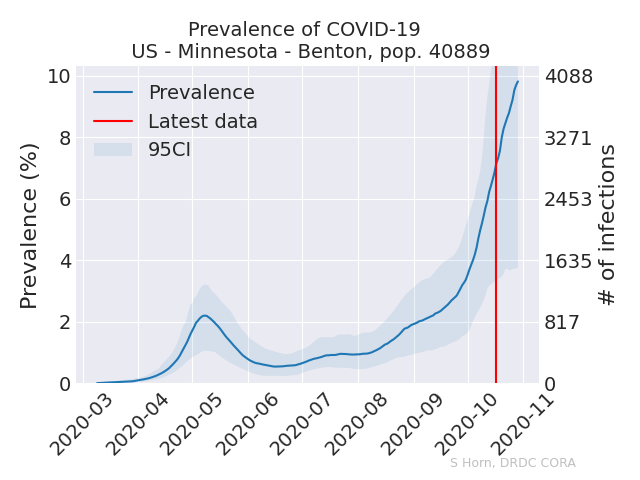 Prevalence of COVID-19
US - Minnesota - Benton, pop. 40889
Prevalence
Latest data
95CI
Prevalence (%)
10
8
6
4
2
0
# of infections
4088
3271
2453
1635
817
0
2020-03
2020-04
2020-05
2020-06
2020-07
2020-08
2020-09
2020-10
2020-11
S Horn, DRDC CORA